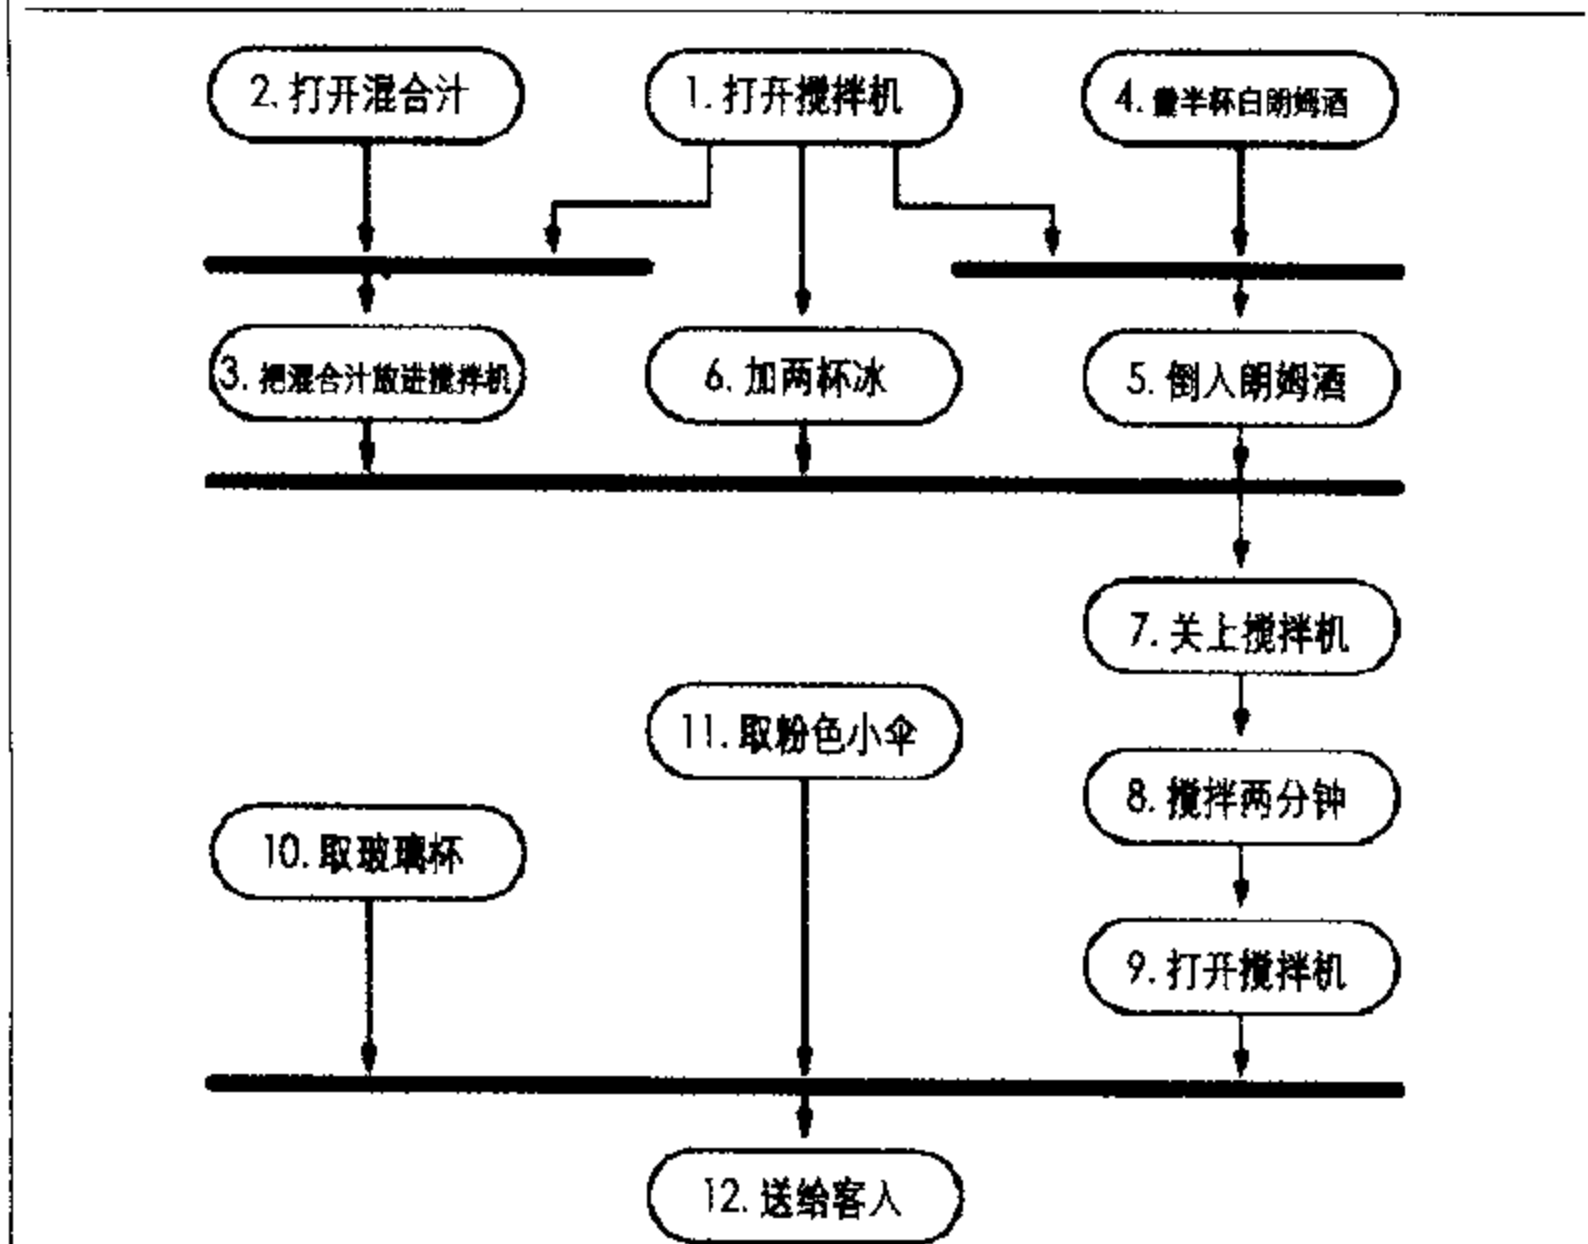 2. 打开混合汁
1. 打开搅拌机
4. 量半杯白朗姆酒
3. 把混合汁放进搅拌机
6. 加两杯冰
5. 倒入朗姆酒
7. 关上搅拌机
11. 取粉色小伞
8. 搅拌两分钟
10. 取玻璃杯
9. 打开搅拌机
12. 送给客人